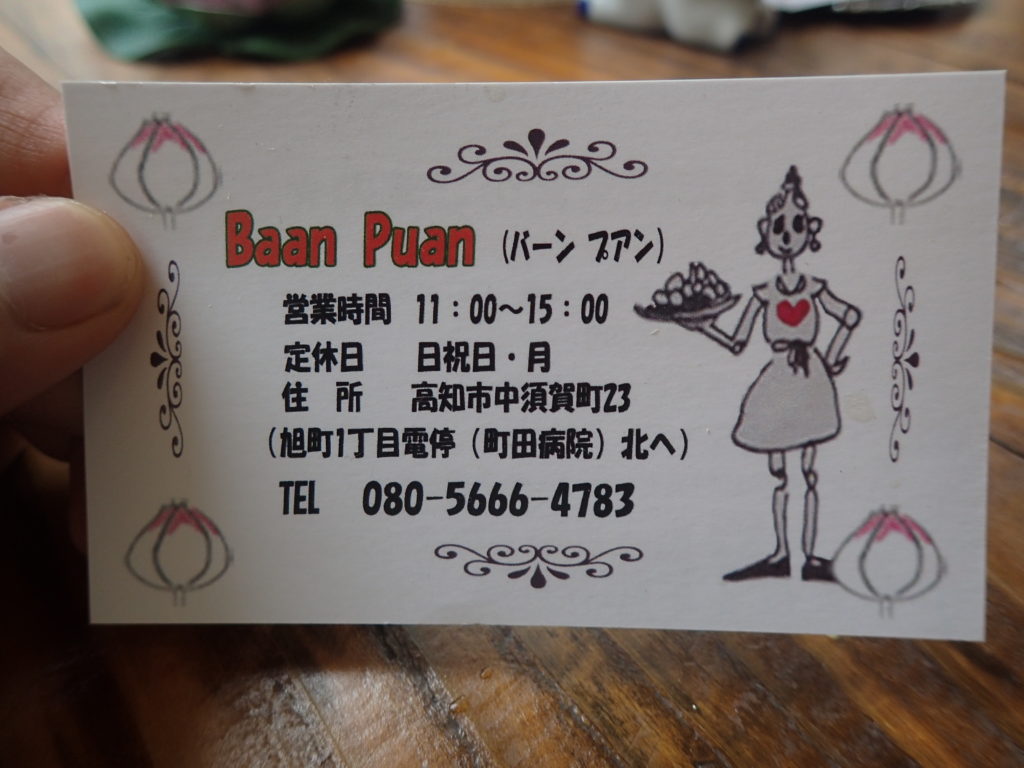 Baan Puan (バーン プアン)
営業時間 11:00～15:00
定休日 日祝日・月
住 所 高知市中須賀町23
(旭町1丁目電停(町田病院)北へ)
TEL 080-5666-4783